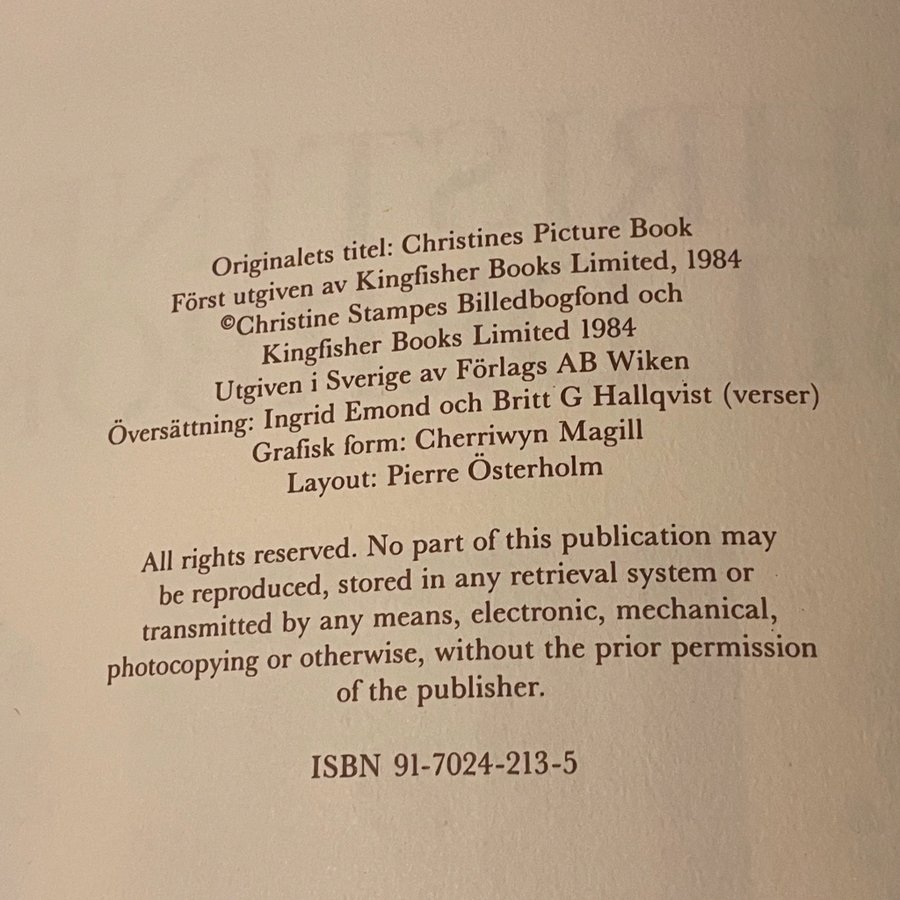 Originalets titel: Christines Picture Book
Först utgiven av Kingfisher Books Limited, 1984
©Christine Stampes Billedbogfond och
Kingfisher Books Limited 1984
Utgiven i Sverige av Förlags AB Wiken
Översättning: Ingrid Emond och Britt G Hallqvist (verser)
Grafisk form: Cherriwyn Magill
Layout: Pierre Österholm
All rights reserved. No part of this publication may
be reproduced, stored in any retrieval system or
transmitted by any means, electronic, mechanical,
photocopying or otherwise, without the prior permission
of the publisher.
ISBN 91-7024-213-5